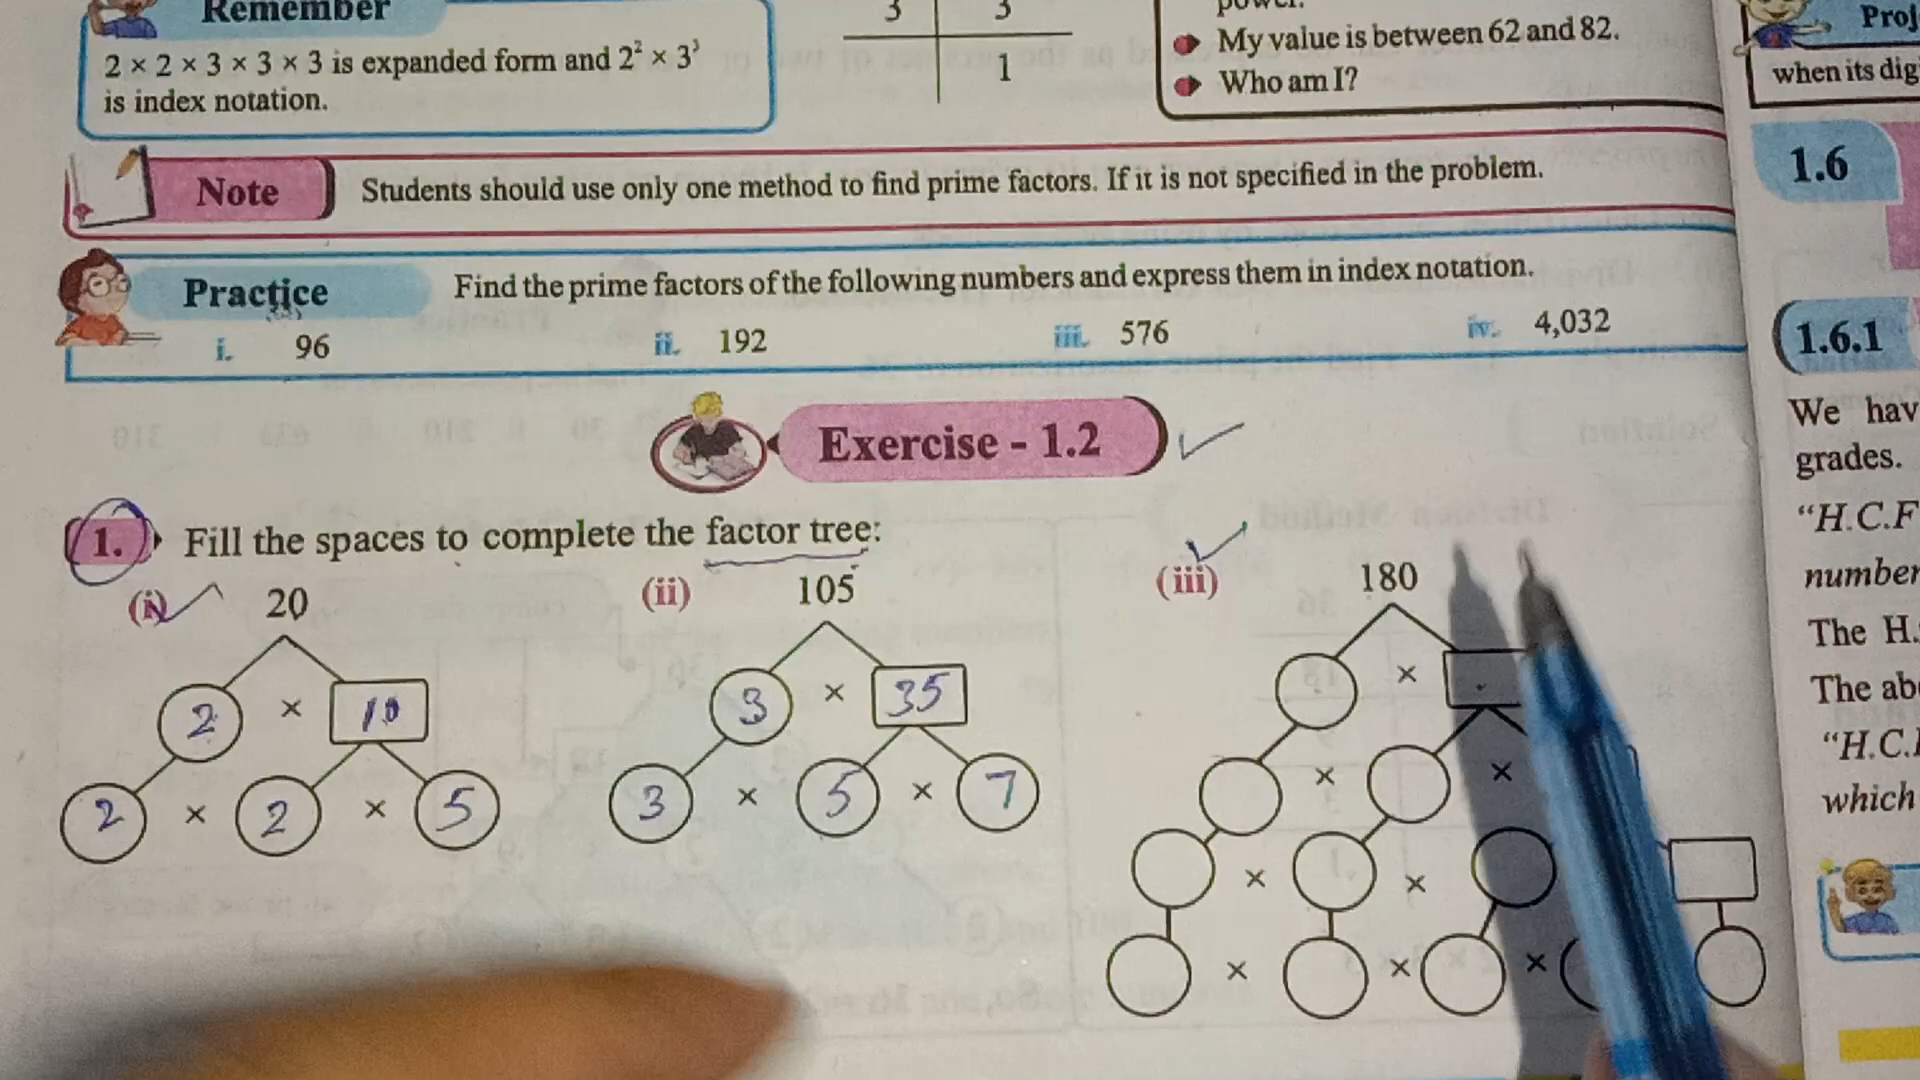 Remember
2 × 2 × 3 × 3 × 3 is expanded form and 2² × 3³
is index notation.
3 3
1
power.
My value is between 62 and 82.
Who am I?
when its dig
1.6
Note Students should use only one method to find prime factors. If it is not specified in the problem.
Practice Find the prime factors of the following numbers and express them in index notation.
i. 96 ii. 192 iii. 576 iv. 4,032
1.6.1
We hav
grades.
"H.C.F
number
The H.
The ab
"H.C.
which
Exercise - 1.2
1. Fill the spaces to complete the factor tree:
(i) 20 (ii) 105 (iii) 180
2 × 10 3 × 35 ×
2 × 2 × 5 3 × 5 × 7 × ×
× ×
× × ×